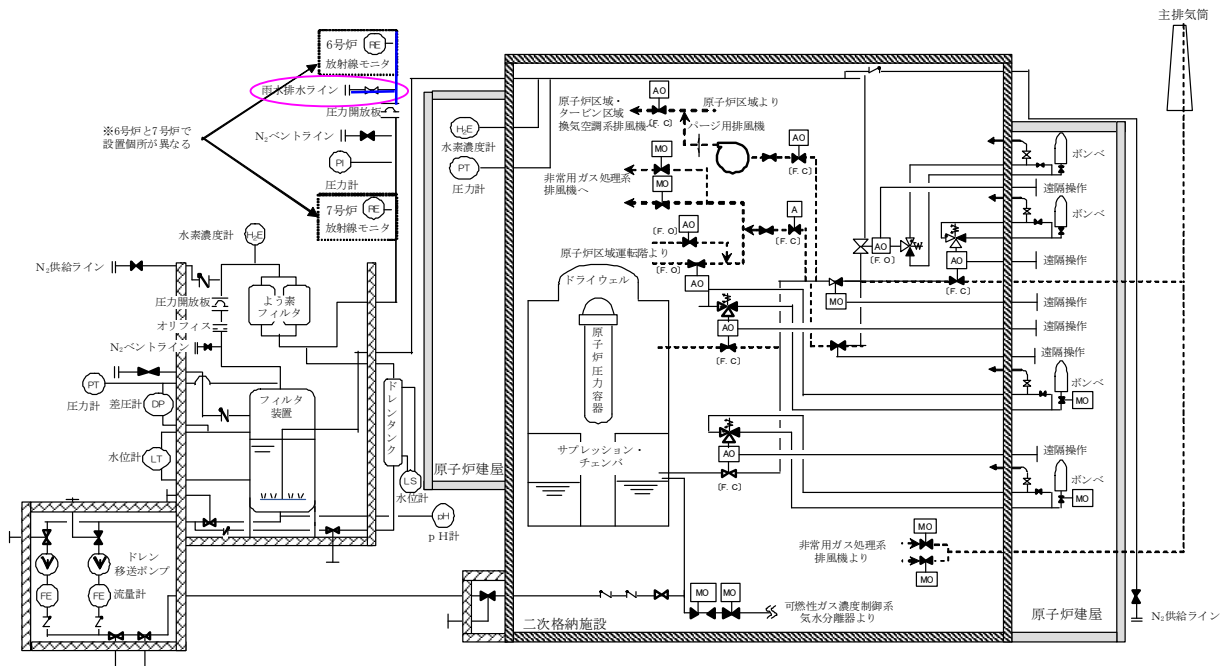 主排気筒
6号炉
RE
放射線モニタ
雨水排水ライン
圧力開放板
N₂ベントライン
※6号炉と7号炉で
設置個所が異なる
PI
圧力計
7号炉
RE
放射線モニタ
水素濃度計
H₂E
N₂供給ライン
圧力開放板
よう素
フィルタ
オリフィス
N₂ベントライン
PT
圧力計
差圧計
DP
フィルタ
装置
水位計
LT
ドレンタンク
LS
水位計
pH
pH計
ドレン
移送ポンプ
FE
FE
流量計
原子炉建屋
H₂E
水素濃度計
PT
圧力計
原子炉区域・
タービン区域
換気空調系排風機へ
AO
(F.C)
原子炉区域より
パージ用排風機
AO
(F.C)
MO
非常用ガス処理系
排風機へ
MO
AO
(F.O)
A
(F.C)
原子炉区域運転階より
(F.O)
AO
ドライウェル
原子炉圧力容器
AO
(F.C)
サプレッション・
チェンバ
AO
(F.C)
AO
(F.O)
AO
(F.C)
MO
ボンベ
遠隔操作
ボンベ
遠隔操作
遠隔操作
遠隔操作
遠隔操作
遠隔操作
ボンベ
MO
遠隔操作
ボンベ
MO
MO
非常用ガス処理系
排風機より
MO
MO
MO
可燃性ガス濃度制御系
気水分離器より
二次格納施設
原子炉建屋
N₂供給ライン